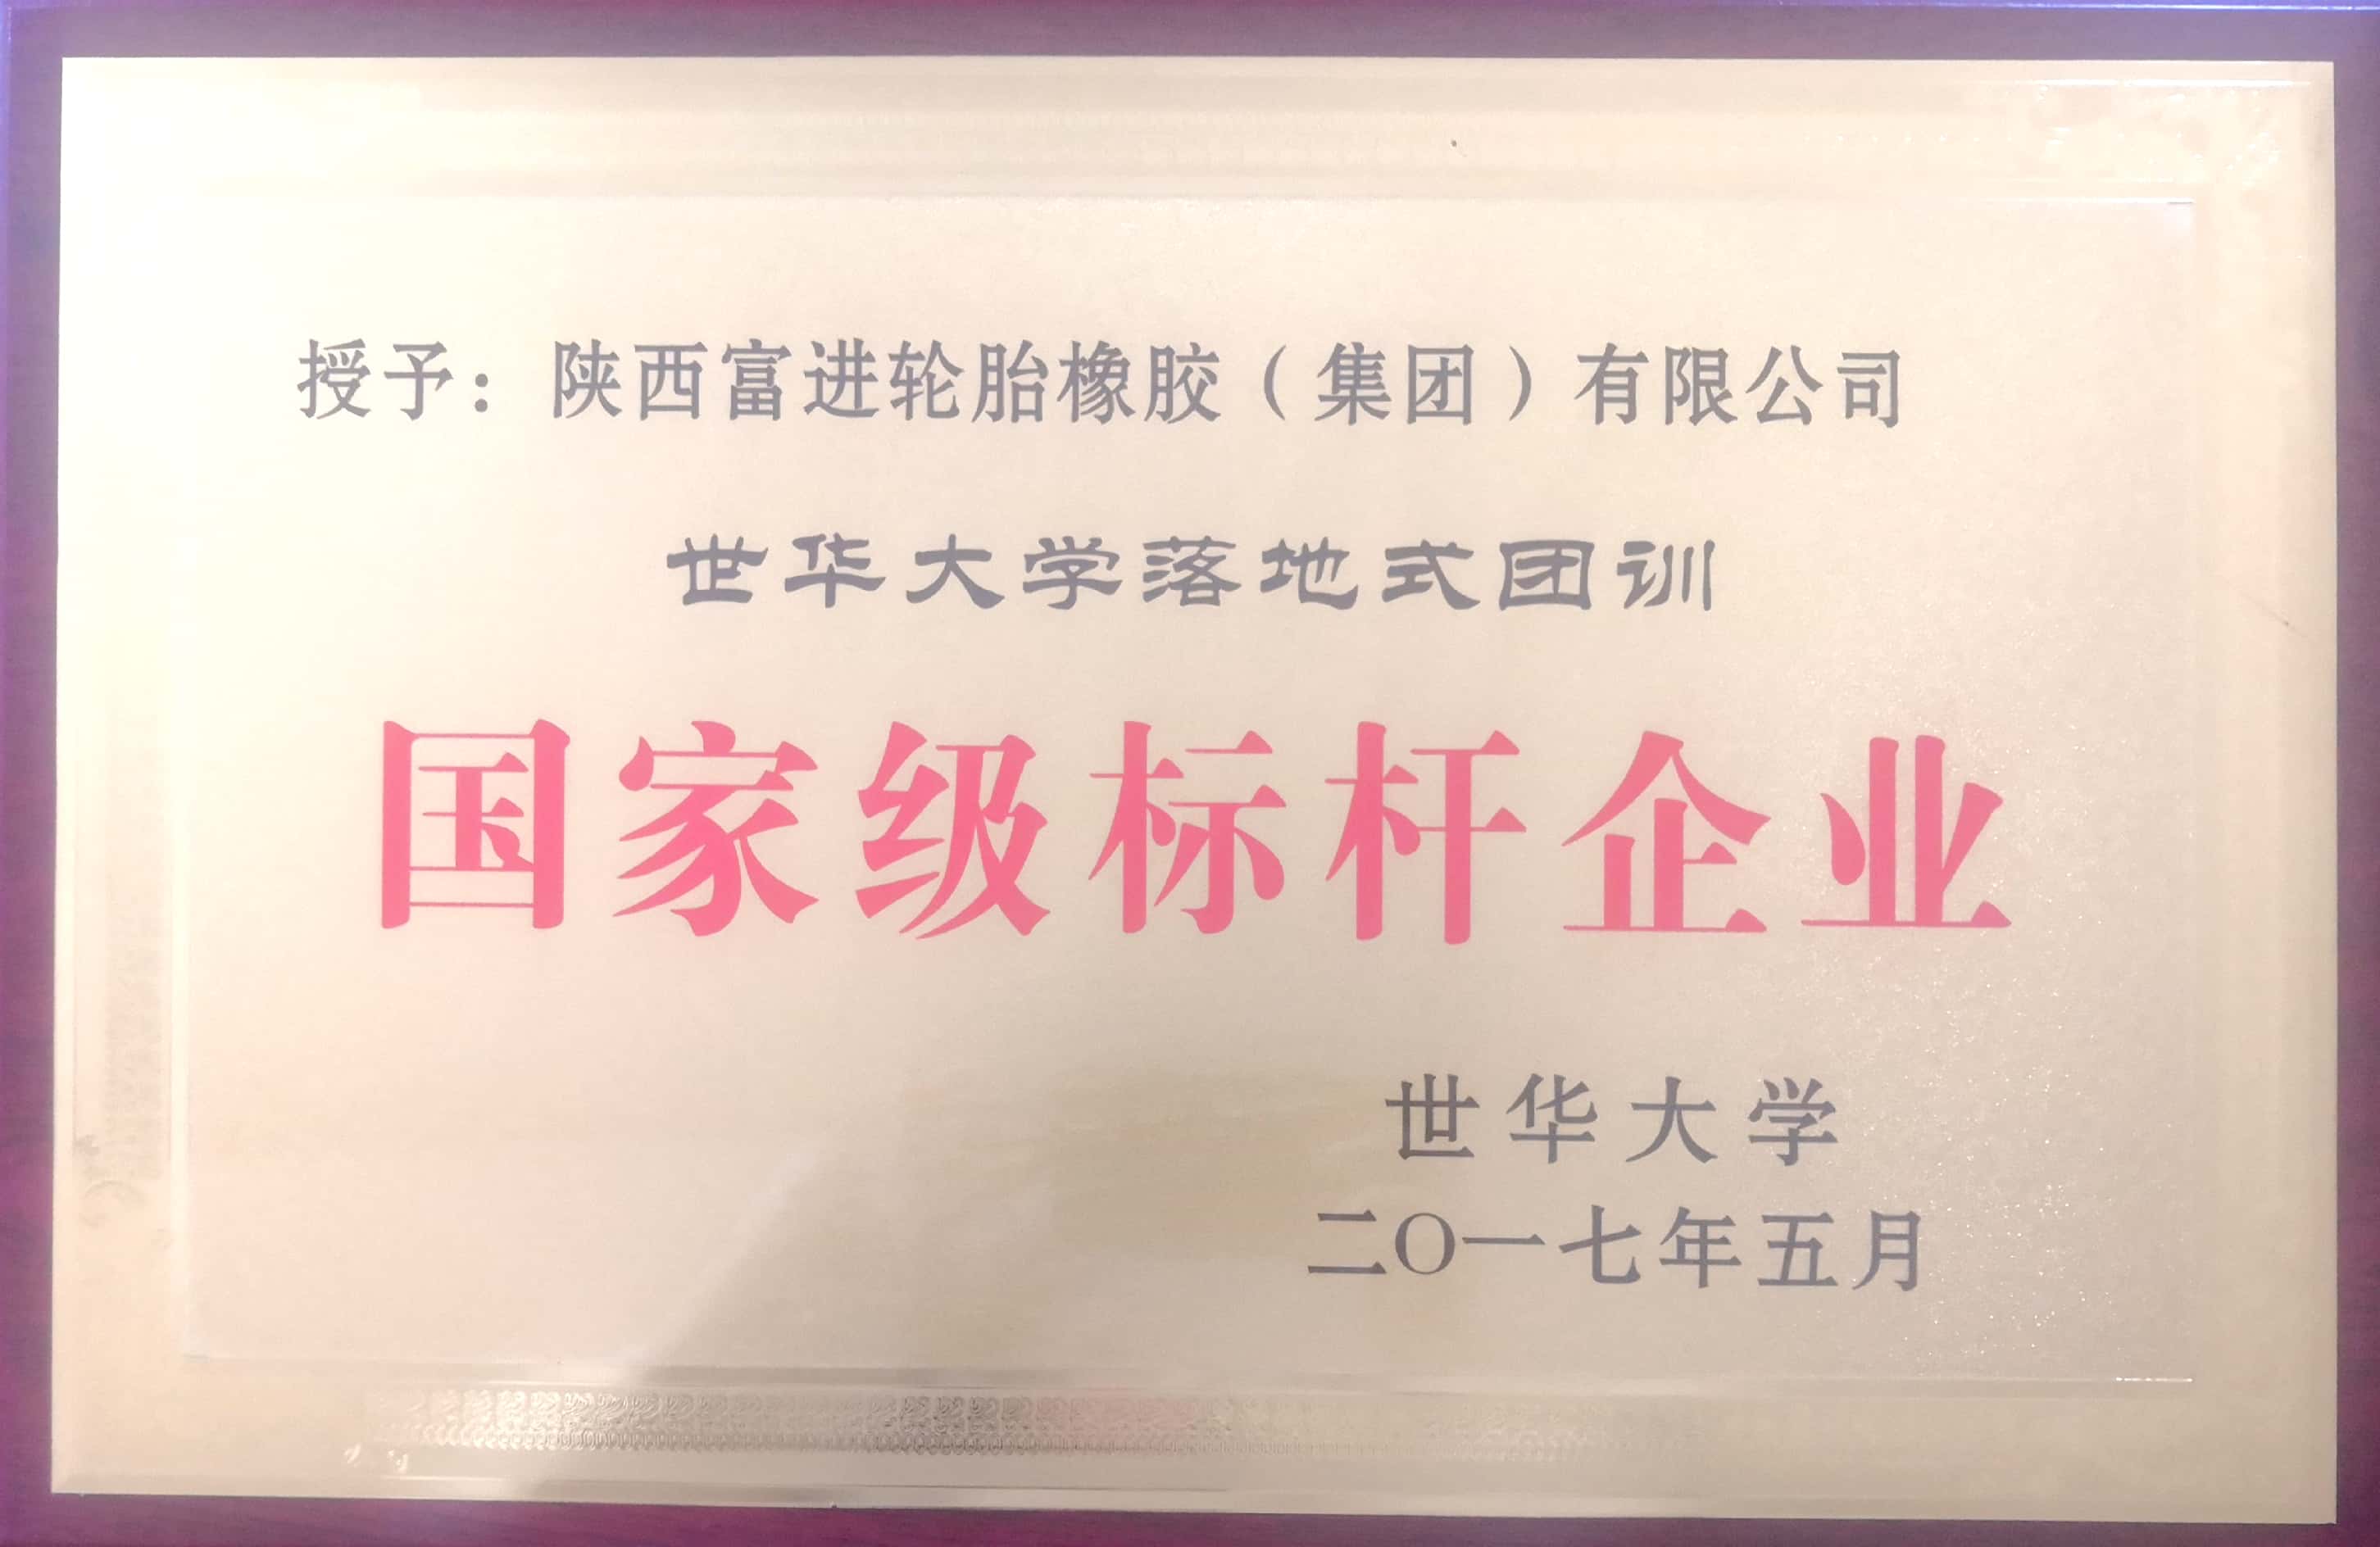 授予：陕西富进轮胎橡胶（集团）有限公司
世华大学落地式团训
国家级标杆企业
世华大学
二〇一七年五月